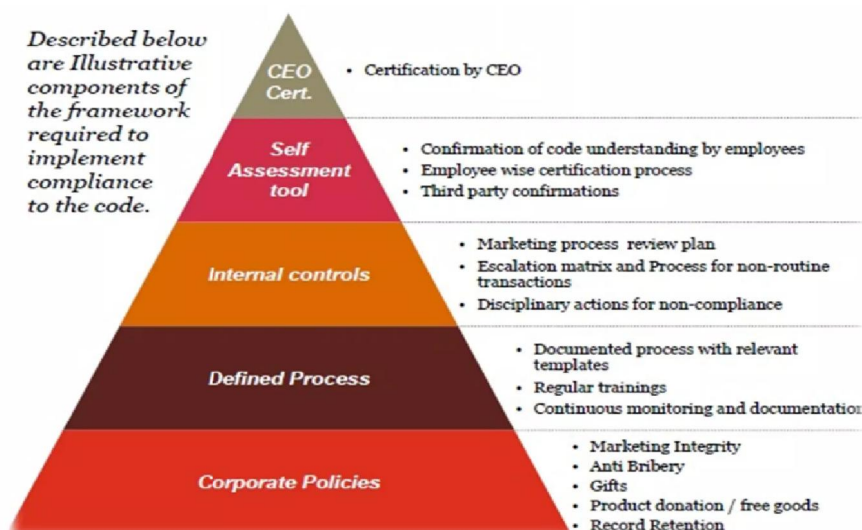 Described below
are Illustrative
components of
the framework
required to
implement
compliance
to the code.
CEO
Cert.
• Certification by CEO
Self
Assessment
tool
• Confirmation of code understanding by employees
• Employee wise certification process
• Third party confirmations
Internal controls
• Marketing process review plan
• Escalation matrix and Process for non-routine
transactions
• Disciplinary actions for non-compliance
Defined Process
• Documented process with relevant
templates
• Regular trainings
• Continuous monitoring and documentation
Corporate Policies
• Marketing Integrity
• Anti Bribery
• Gifts
• Product donation / free goods
• Record Retention